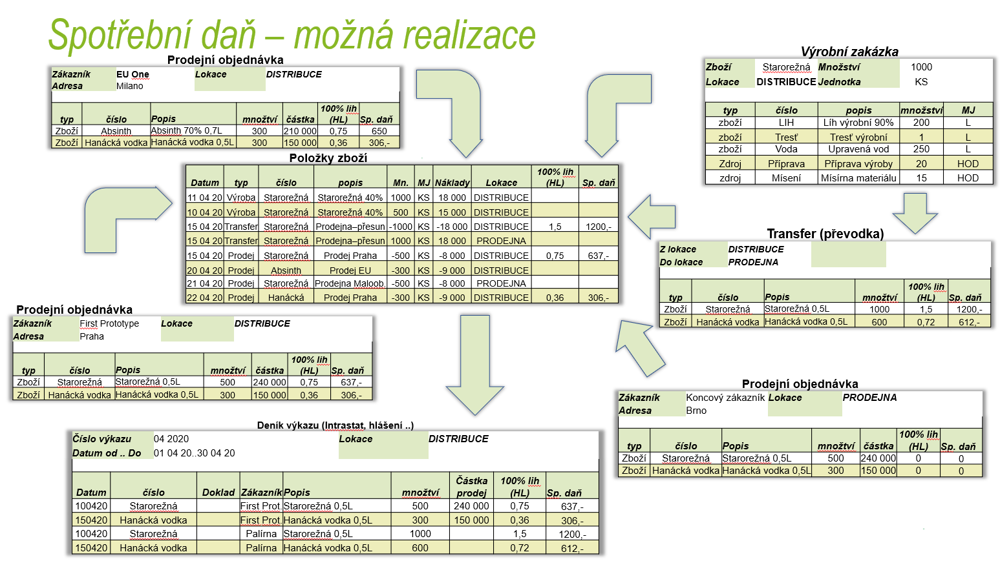 Spotřební daň – možná realizace
Prodejní objednávka
Zákazník EU One Lokace DISTRIBUCE
Adresa Milano
typ číslo Popis množtví částka 100% lih (HL) Sp. daň
Zboží Absinth Absinth 70% 0,7L 300 210 000 0,75 650
Zboží Hanácká vodka Hanácká vodka 0,5L 300 150 000 0,36 306,-
Výrobní zakázka
Zboží Starorežná Množství 1000
Lokace DISTRIBUCE Jednotka KS
typ číslo popis množství MJ
zboží LIH Líh výrobní 90% 200 L
zboží Tresť Tresť výrobní 1 L
zboží Voda Upravená vod 250 L
Zdroj Příprava Příprava výroby 20 HOD
zdroj Mísení Mísírna materiálu 15 HOD
Položky zboží
Datum typ číslo popis Mn. MJ Náklady Lokace 100% lih (HL) Sp. daň
11 04 20 Výroba Starorežná Starorežná 40% 1000 KS 18 000 DISTRIBUCE
10 04 20 Výroba Starorežná Starorežná 40% 500 KS 15 000 DISTRIBUCE
15 04 20 Transfer Starorežná Prodejna–přesun -1000 KS -18 000 DISTRIBUCE 1,5 1200,-
15 04 20 Transfer Starorežná Prodejna–přesun 1000 KS 18 000 PRODEJNA
15 04 20 Prodej Starorežná Prodej Praha -500 KS -8 000 DISTRIBUCE 0,75 637,-
20 04 20 Prodej Absinth Prodej EU -300 KS -9 000 DISTRIBUCE
21 04 20 Prodej Starorežná Prodejna Maloob. -500 KS -8 000 PRODEJNA
22 04 20 Prodej Hanácká Prodej Praha -300 KS -9 000 DISTRIBUCE 0,36 306,-
Transfer (převodka)
Z lokace DISTRIBUCE
Do lokace PRODEJNA
typ číslo Popis množtví 100% lih (HL) Sp. daň
Zboží Starorežná Starorežná 0,5L 1000 1,5 1200,-
Zboží Hanácká vodka Hanácká vodka 0,5L 600 0,72 612,-
Prodejní objednávka
Zákazník First Prototype Lokace DISTRIBUCE
Adresa Praha
typ číslo Popis množtví částka 100% lih (HL) Sp. daň
Zboží Starorežná Starorežná 0,5L 500 240 000 0,75 637,-
Zboží Hanácká vodka Hanácká vodka 0,5L 300 150 000 0,36 306,-
Prodejní objednávka
Zákazník Koncový zákazník Lokace PRODEJNA
Adresa Brno
typ číslo Popis množtví částka 100% lih (HL) Sp. daň
Zboží Starorežná Starorežná 0,5L 500 240 000 0 0
Zboží Hanácká vodka Hanácká vodka 0,5L 300 150 000 0 0
Deník výkazu (Intrastat, hlášení ..)
Číslo výkazu 04 2020 Lokace DISTRIBUCE
Datum od .. Do 01 04 20..30 04 20
Datum číslo Doklad Zákazník Popis množtví Částka prodej 100% lih (HL) Sp. daň
100420 Starorežná First Prot. Starorežná 0,5L 500 240 000 0,75 637,-
150420 Hanácká vodka First Prot. Hanácká vodka 0,5L 300 150 000 0,36 306,-
100420 Starorežná Palírna Starorežná 0,5L 1000 1,5 1200,-
150420 Hanácká vodka Palírna Hanácká vodka 0,5L 600 0,72 612,-